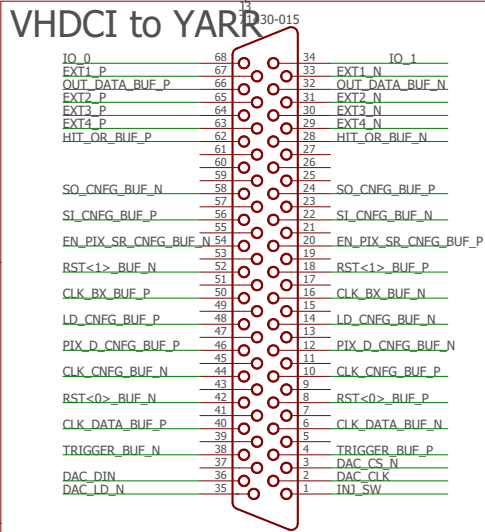 VHDCI to YARR
J3
71430-015
IO_0 68 34 IO_1
EXT1_P 67 33 EXT1_N
OUT_DATA_BUF_P 66 32 OUT_DATA_BUF_N
EXT2_P 65 31 EXT2_N
EXT3_P 64 30 EXT3_N
EXT4_P 63 29 EXT4_N
HIT_OR_BUF_P 62 28 HIT_OR_BUF_N
61 27
60 26
59 25
SO_CNFG_BUF_N 58 24 SO_CNFG_BUF_P
57 23
SI_CNFG_BUF_P 56 22 SI_CNFG_BUF_N
55 21
EN_PIX_SR_CNFG_BUF_N 54 20 EN_PIX_SR_CNFG_BUF_P
53 19
RST<1>_BUF_N 52 18 RST<1>_BUF_P
51 17
CLK_BX_BUF_P 50 16 CLK_BX_BUF_N
49 15
LD_CNFG_BUF_P 48 14 LD_CNFG_BUF_N
47 13
PIX_D_CNFG_BUF_P 46 12 PIX_D_CNFG_BUF_N
45 11
CLK_CNFG_BUF_N 44 10 CLK_CNFG_BUF_P
43 9
RST<0>_BUF_N 42 8 RST<0>_BUF_P
41 7
CLK_DATA_BUF_P 40 6 CLK_DATA_BUF_N
39 5
TRIGGER_BUF_N 38 4 TRIGGER_BUF_P
37 3 DAC_CS_N
DAC_DIN 36 2 DAC_CLK
DAC_LD_N 35 1 INJ_SW